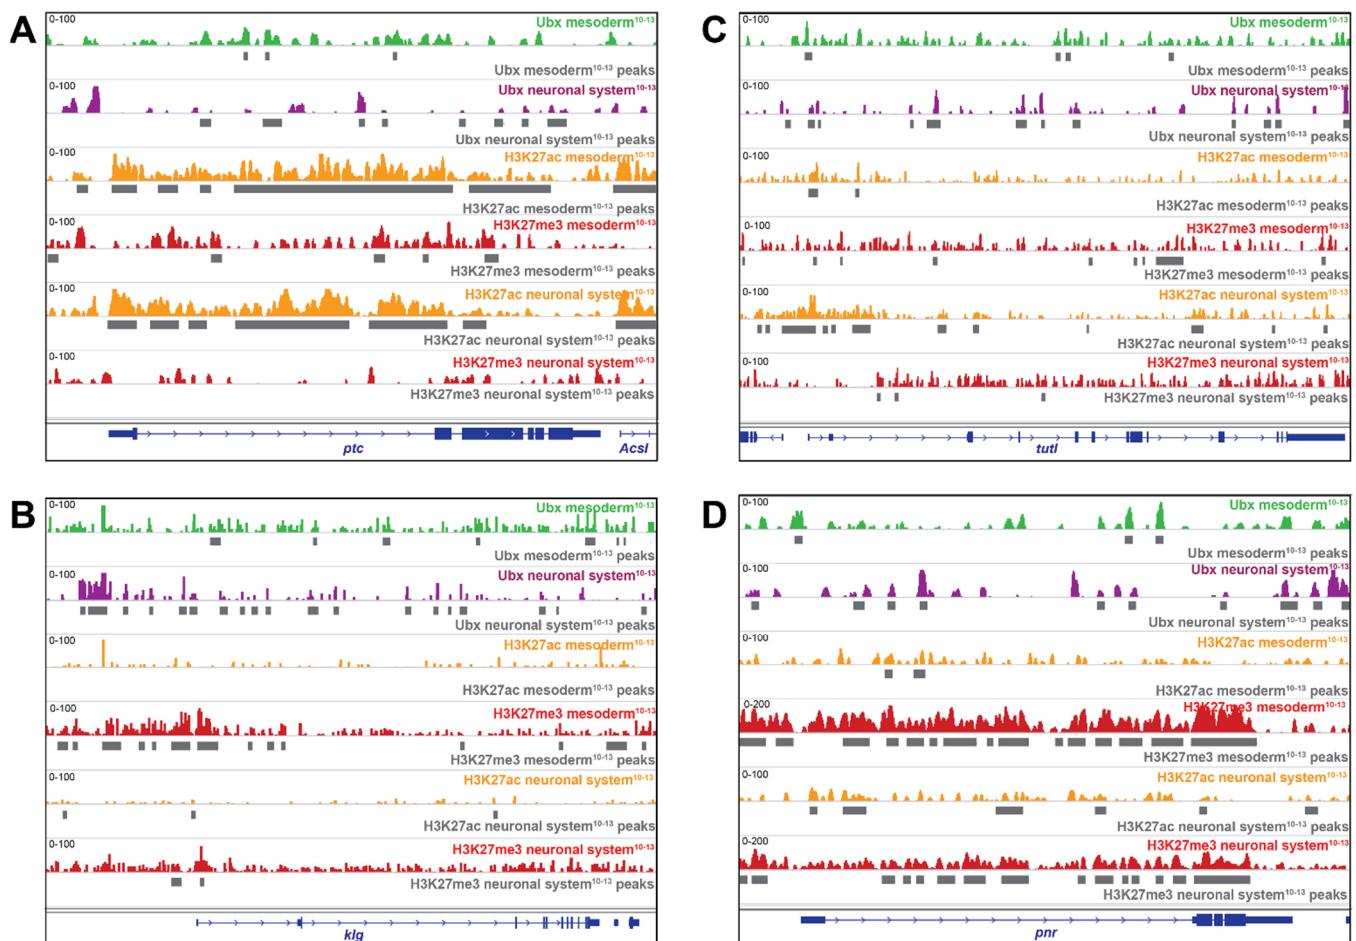 A
0-100
Ubx mesoderm10-13
Ubx mesoderm10-13 peaks
0-100
Ubx neuronal system10-13
Ubx neuronal system10-13 peaks
0-100
H3K27ac mesoderm10-13
H3K27ac mesoderm10-13 peaks
0-100
H3K27me3 mesoderm10-13
H3K27me3 mesoderm10-13 peaks
0-100
H3K27ac neuronal system10-13
H3K27ac neuronal system10-13 peaks
0-100
H3K27me3 neuronal system10-13
H3K27me3 neuronal system10-13 peaks
ptc
Acsl
B
0-100
Ubx mesoderm10-13
Ubx mesoderm10-13 peaks
0-100
Ubx neuronal system10-13
Ubx neuronal system10-13 peaks
0-100
H3K27ac mesoderm10-13
H3K27ac mesoderm10-13 peaks
0-100
H3K27me3 mesoderm10-13
H3K27me3 mesoderm10-13 peaks
0-100
H3K27ac neuronal system10-13
H3K27ac neuronal system10-13 peaks
0-100
H3K27me3 neuronal system10-13
H3K27me3 neuronal system10-13 peaks
klg
C
0-100
Ubx mesoderm10-13
Ubx mesoderm10-13 peaks
0-100
Ubx neuronal system10-13
Ubx neuronal system10-13 peaks
0-100
H3K27ac mesoderm10-13
H3K27ac mesoderm10-13 peaks
0-100
H3K27me3 mesoderm10-13
H3K27me3 mesoderm10-13 peaks
0-100
H3K27ac neuronal system10-13
H3K27ac neuronal system10-13 peaks
0-100
H3K27me3 neuronal system10-13
H3K27me3 neuronal system10-13 peaks
tutl
D
0-100
Ubx mesoderm10-13
Ubx mesoderm10-13 peaks
0-100
Ubx neuronal system10-13
Ubx neuronal system10-13 peaks
0-100
H3K27ac mesoderm10-13
H3K27ac mesoderm10-13 peaks
0-200
H3K27me3 mesoderm10-13
H3K27me3 mesoderm10-13 peaks
0-100
H3K27ac neuronal system10-13
H3K27ac neuronal system10-13 peaks
0-200
H3K27me3 neuronal system10-13
H3K27me3 neuronal system10-13 peaks
pnr